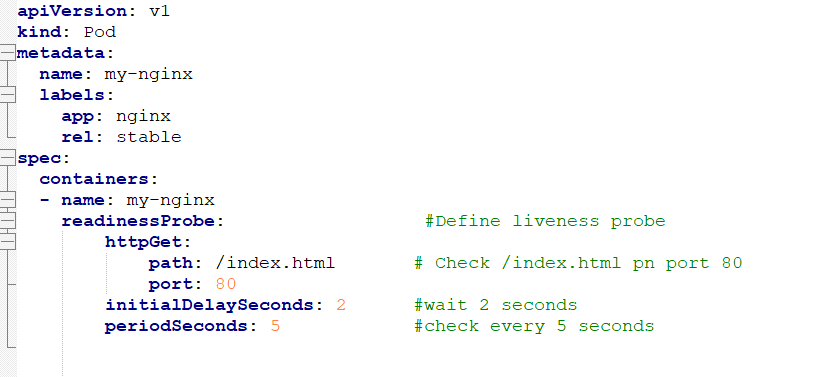 apiVersion: v1
kind: Pod
metadata:
  name: my-nginx
  labels:
    app: nginx
    rel: stable
spec:
  containers:
  - name: my-nginx
    readinessProbe:                   #Define liveness probe
        httpGet:
            path: /index.html       # Check /index.html pn port 80
            port: 80
        initialDelaySeconds: 2      #wait 2 seconds
        periodSeconds: 5            #check every 5 seconds